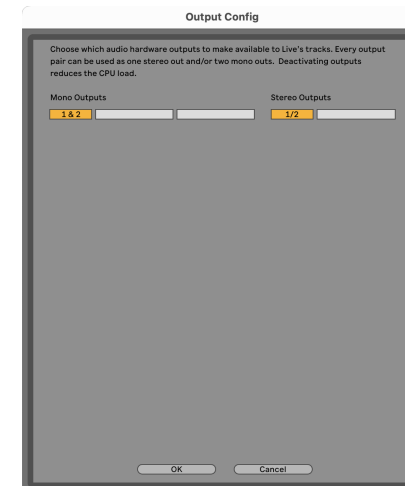 Output Config
Choose which audio hardware outputs to make available to Live's tracks. Every output
pair can be used as one stereo out and/or two mono outs.  Deactivating outputs
reduces the CPU load.
Mono Outputs Stereo Outputs
1 & 2 1/2
OK Cancel